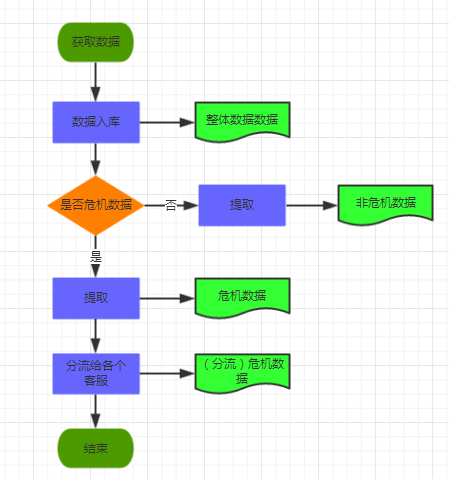 获取数据
数据入库
整体数据数据
是否危机数据
否
提取
非危机数据
是
提取
危机数据
分流给各个
客服
（分流）危机数
据
结束